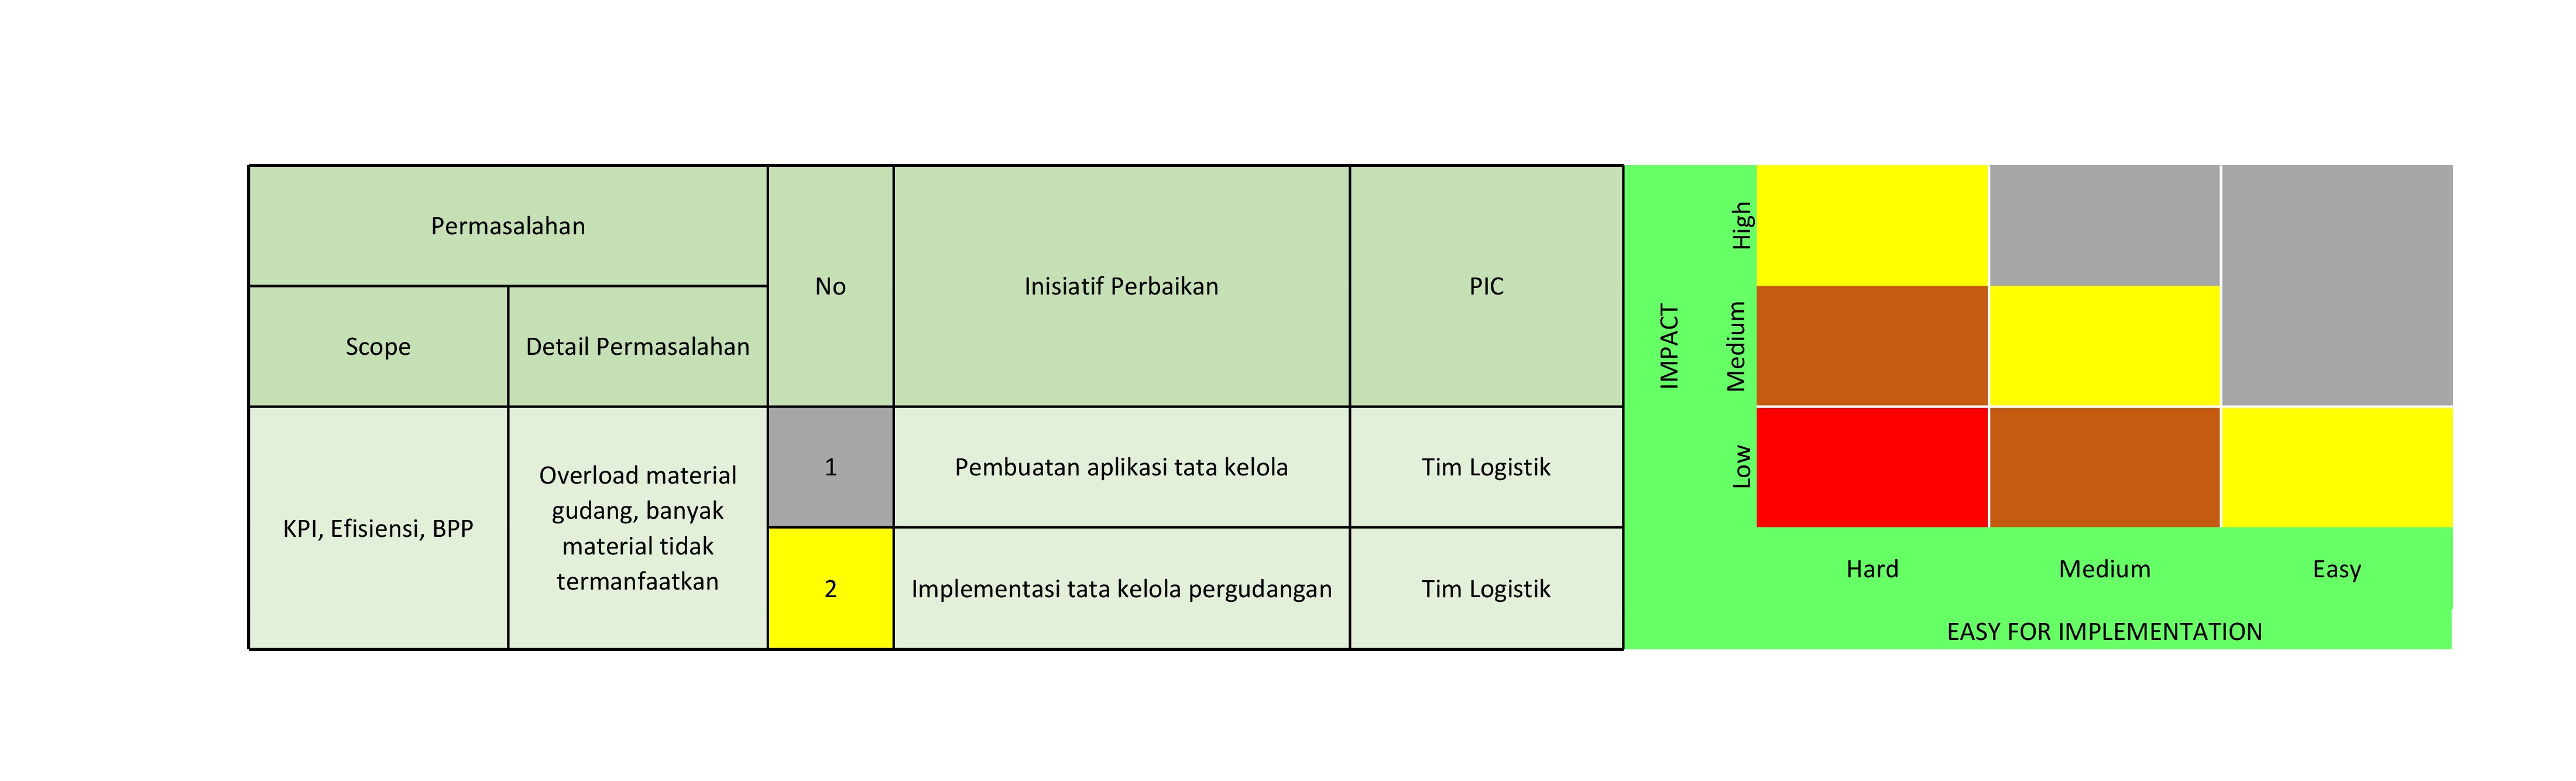 Permasalahan
No
Inisiatif Perbaikan
PIC
Scope
Detail Permasalahan
KPI, Efisiensi, BPP
Overload material
gudang, banyak
material tidak
termanfaatkan
1
Pembuatan aplikasi tata kelola
Tim Logistik
2
Implementasi tata kelola pergudangan
Tim Logistik
IMPACT
High
Medium
Low
Hard
Medium
Easy
EASY FOR IMPLEMENTATION